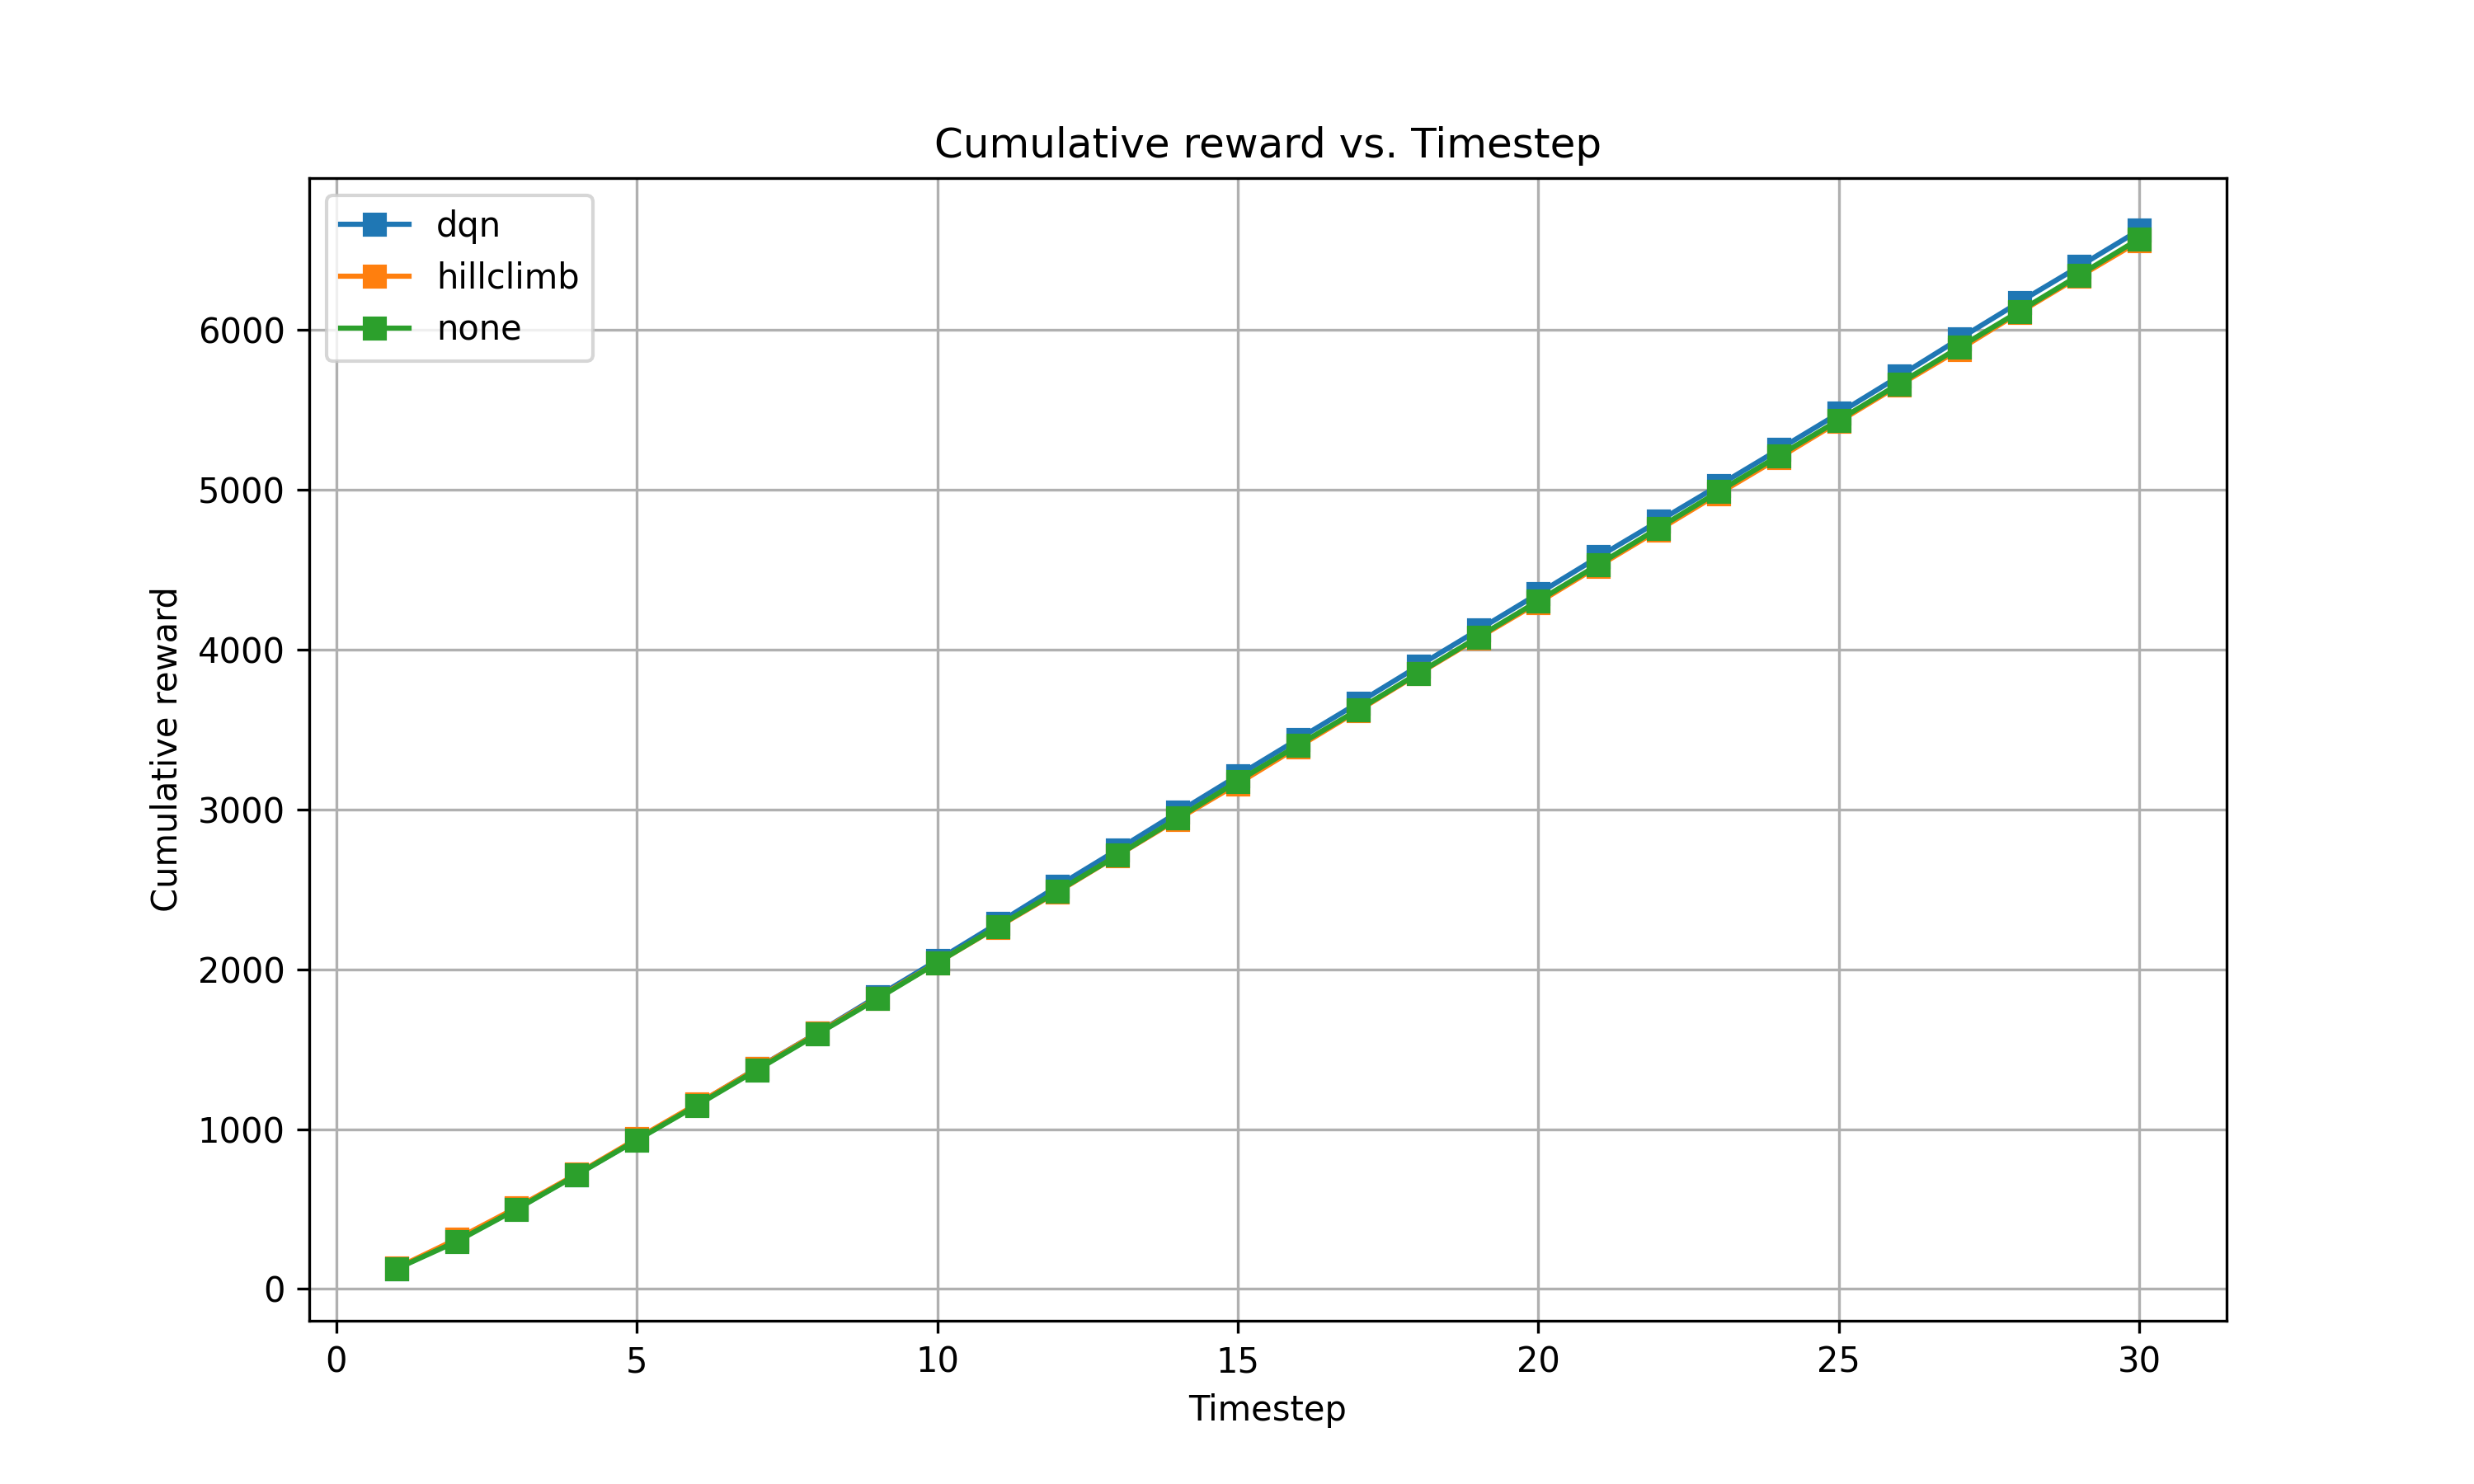 Cumulative reward vs. Timestep
dqn
hillclimb
none
6000
5000
4000
3000
2000
1000
0
Cumulative reward
0 5 10 15 20 25 30
Timestep